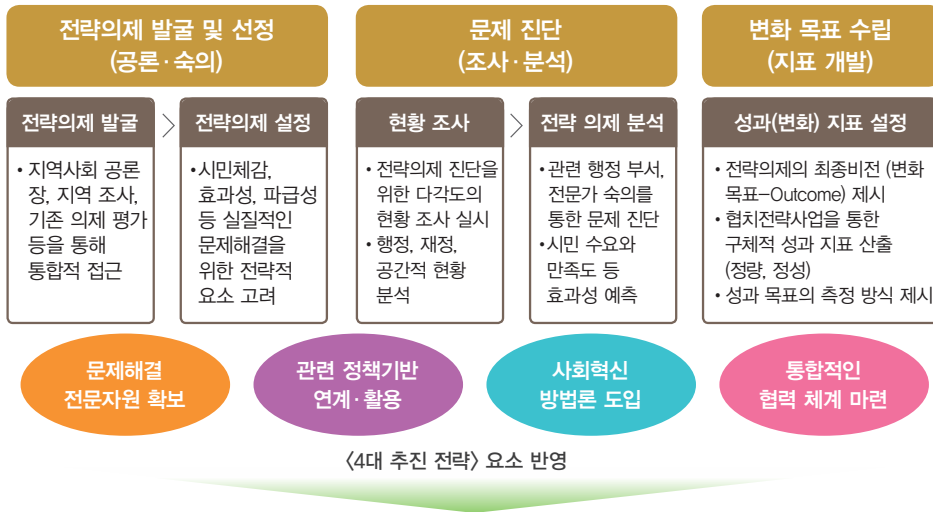 전략의제 발굴 및 선정
(공론·숙의)
문제 진단
(조사·분석)
변화 목표 수립
(지표 개발)
전략의제 발굴
• 지역사회 공론
장, 지역 조사,
기존 의제 평가
등을 통해
통합적 접근
전략의제 설정
•시민체감,
효과성, 파급성
등 실질적인
문제해결을
위한 전략적
요소 고려
현황 조사
• 전략의제 진단을
위한 다각도의
현황 조사 실시
• 행정, 재정,
공간적 현황
분석
전략 의제 분석
•관련 행정 부서,
전문가 숙의를
통한 문제 진단
•시민 수요와
만족도 등
효과성 예측
성과(변화) 지표 설정
• 전략의제의 최종비전 (변화
목표–Outcome) 제시
• 협치전략사업을 통한
구체적 성과 지표 산출
(정량, 정성)
• 성과 목표의 측정 방식 제시
문제해결
전문자원 확보
관련 정책기반
연계·활용
사회혁신
방법론 도입
통합적인
협력 체계 마련
〈4대 추진 전략〉 요소 반영